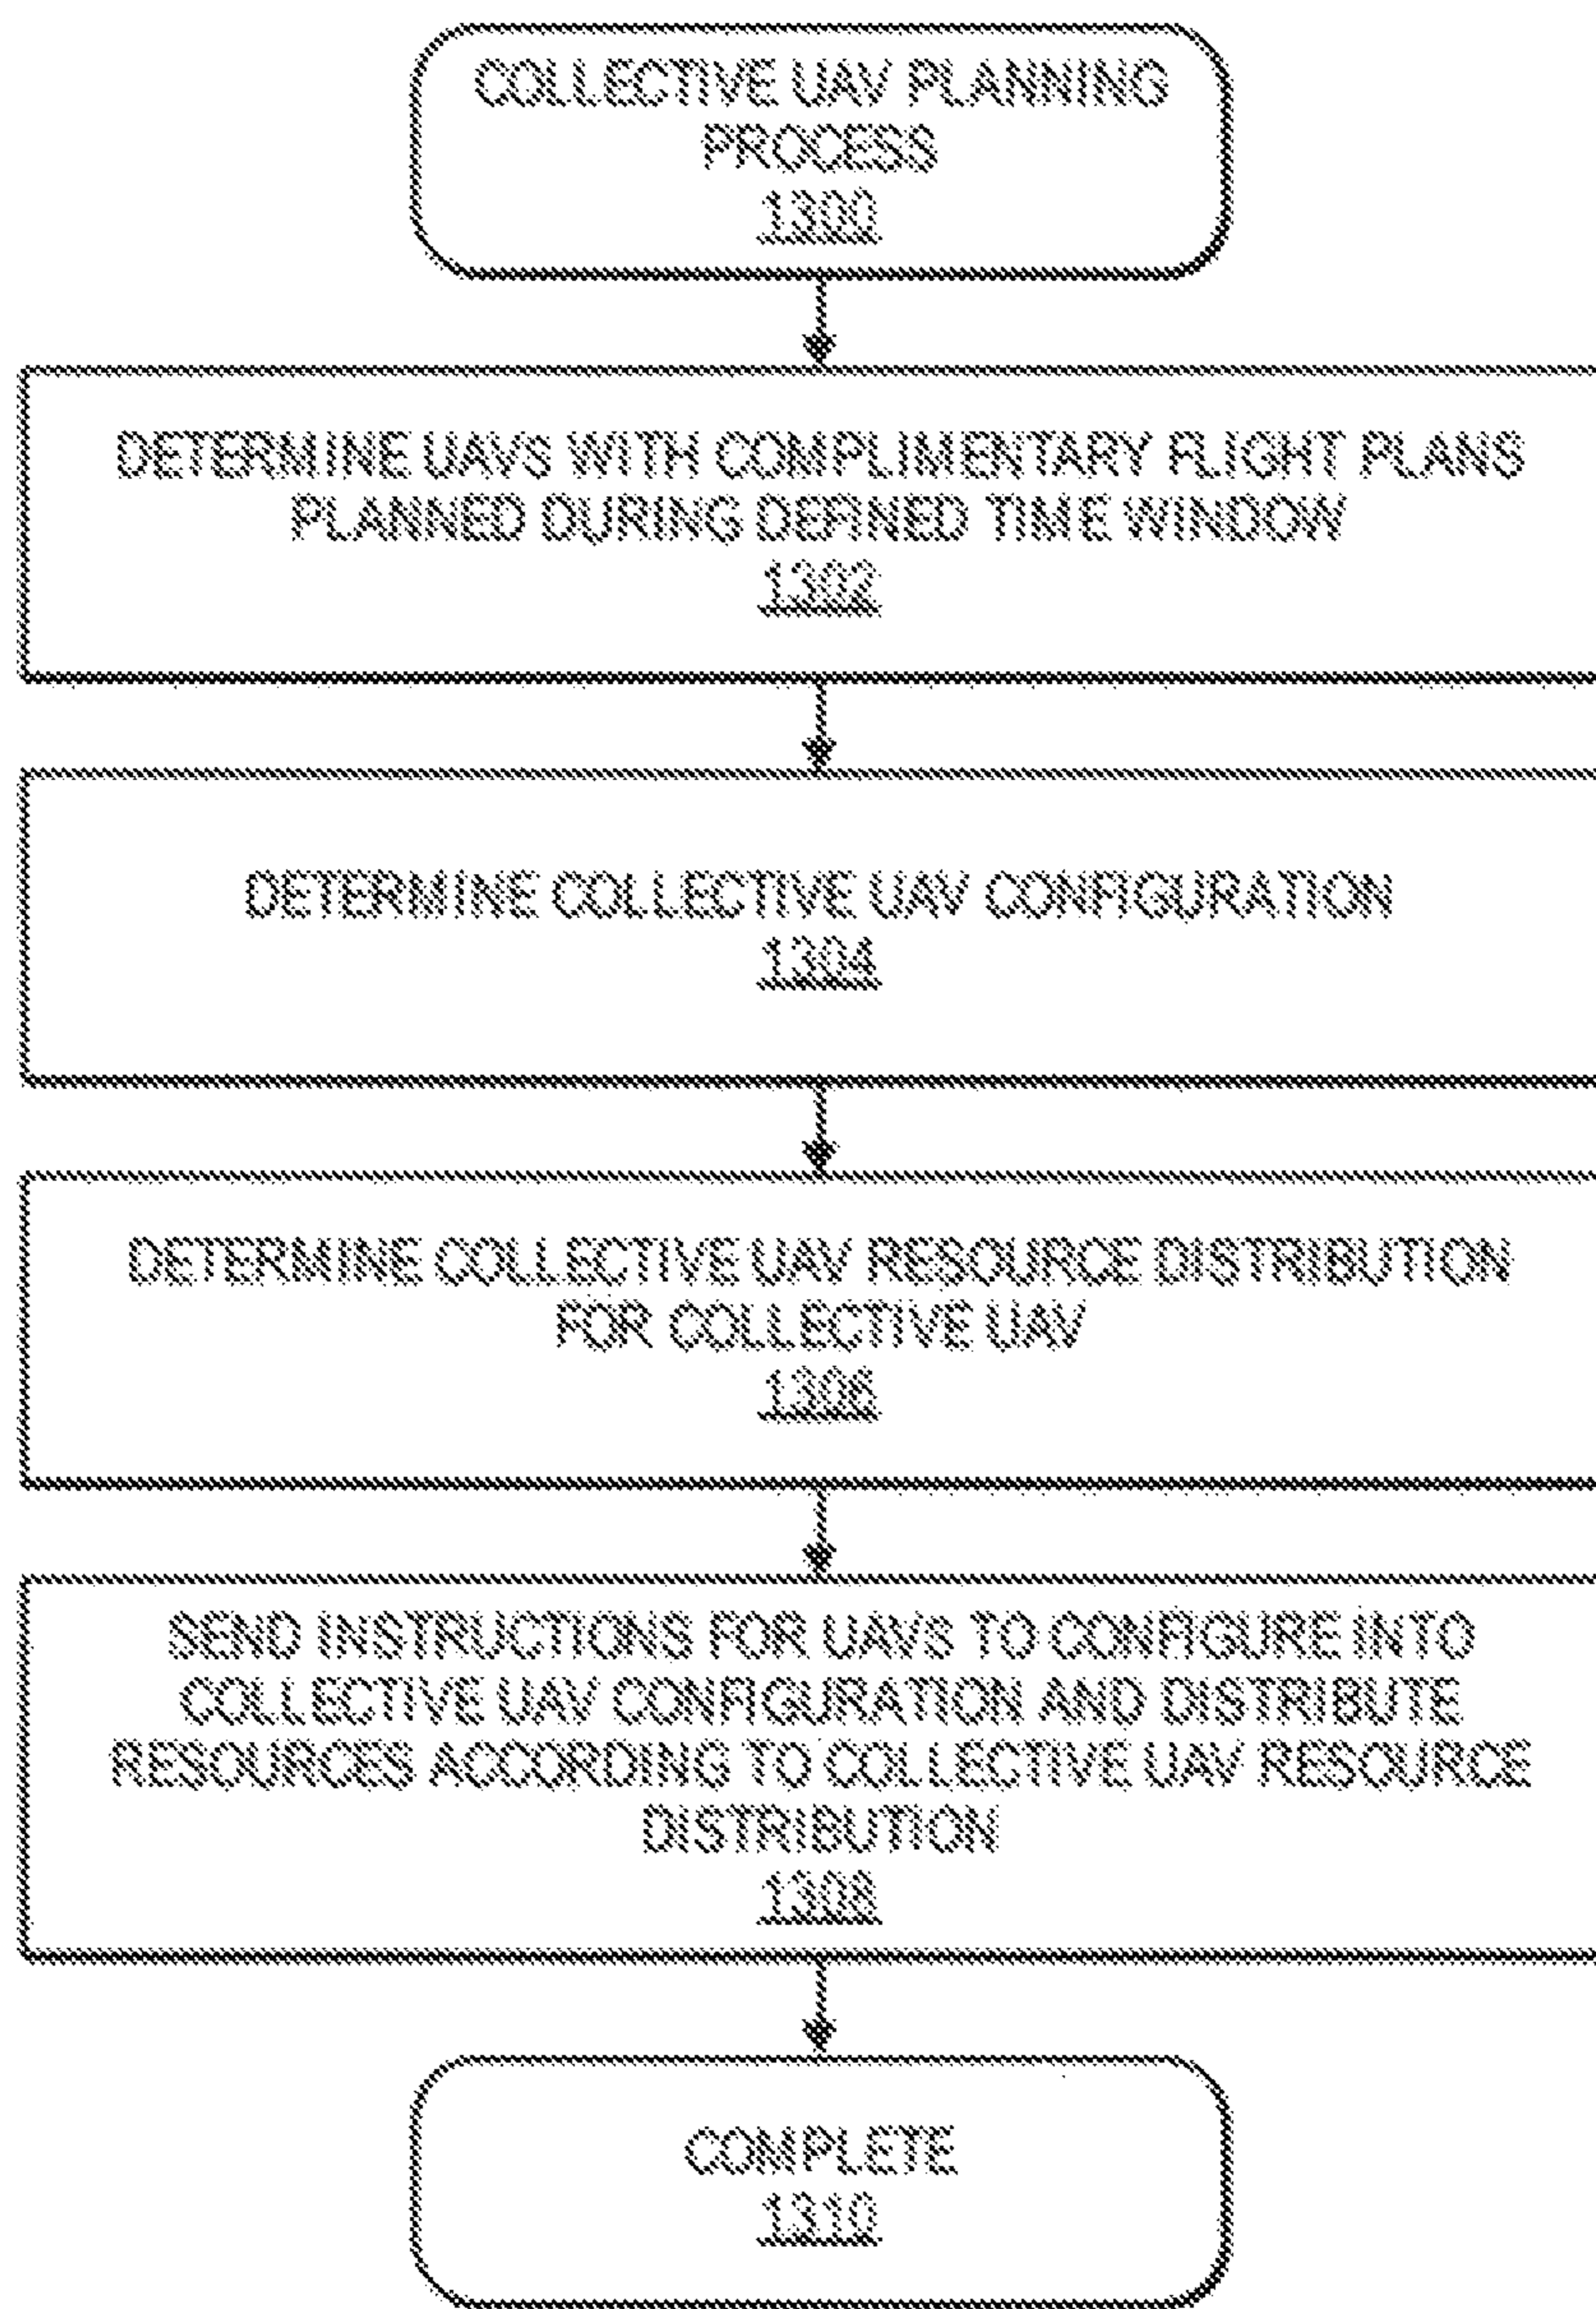 COLLECTIVE UAV PLANNING
PROCESS
1300
DETERMINE UAVS WITH COMPLIMENTARY FLIGHT PLANS
PLANNED DURING DEFINED TIME WINDOW
1302
DETERMINE COLLECTIVE UAV CONFIGURATION
1304
DETERMINE COLLECTIVE UAV RESOURCE DISTRIBUTION
FOR COLLECTIVE UAV
1306
SEND INSTRUCTIONS FOR UAVS TO CONFIGURE INTO
COLLECTIVE UAV CONFIGURATION AND DISTRIBUTE
RESOURCES ACCORDING TO COLLECTIVE UAV RESOURCE
DISTRIBUTION
1308
COMPLETE
1310